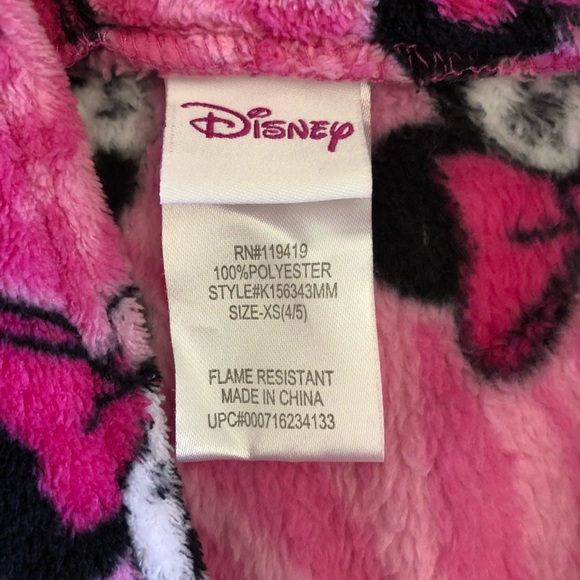 Disney
RN#119419
100%POLYESTER
STYLE#K156343MM
SIZE-XS(4/5)
FLAME RESISTANT
MADE IN CHINA
UPC#000716234133